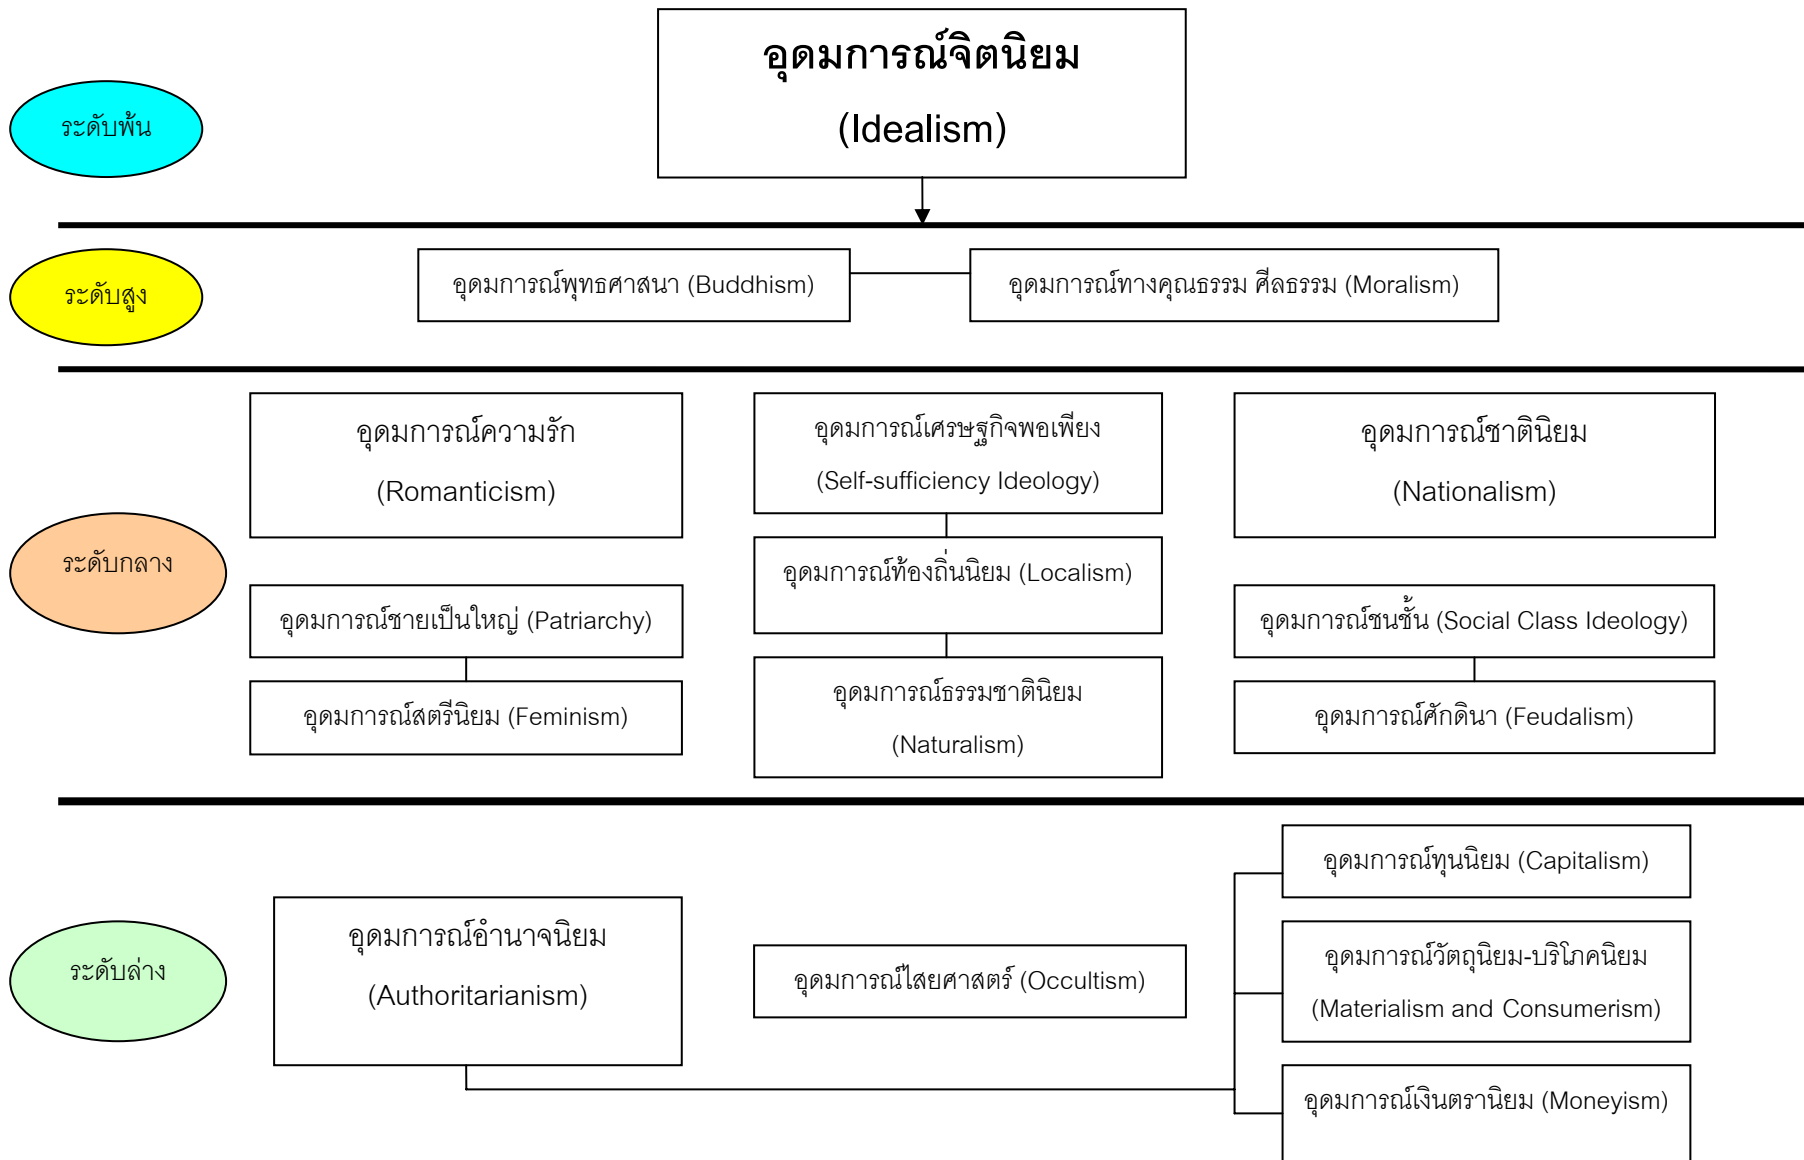 อุดมการณ์จิตนิยม
(Idealism)
ระดับพ้น
ระดับสูง
อุดมการณ์พุทธศาสนา (Buddhism)
อุดมการณ์ทางคุณธรรม ศีลธรรม (Moralism)
อุดมการณ์ความรัก
(Romanticism)
อุดมการณ์เศรษฐกิจพอเพียง
(Self-sufficiency Ideology)
อุดมการณ์ชาตินิยม
(Nationalism)
ระดับกลาง
อุดมการณ์ท้องถิ่นนิยม (Localism)
อุดมการณ์ชายเป็นใหญ่ (Patriarchy)
อุดมการณ์ชนชั้น (Social Class Ideology)
อุดมการณ์สตรีนิยม (Feminism)
อุดมการณ์ธรรมชาตินิยม
(Naturalism)
อุดมการณ์ศักดินา (Feudalism)
ระดับล่าง
อุดมการณ์อำนาจนิยม
(Authoritarianism)
อุดมการณ์ไสยศาสตร์ (Occultism)
อุดมการณ์ทุนนิยม (Capitalism)
อุดมการณ์วัตถุนิยม-บริโภคนิยม
(Materialism and Consumerism)
อุดมการณ์เงินตรานิยม (Moneyism)